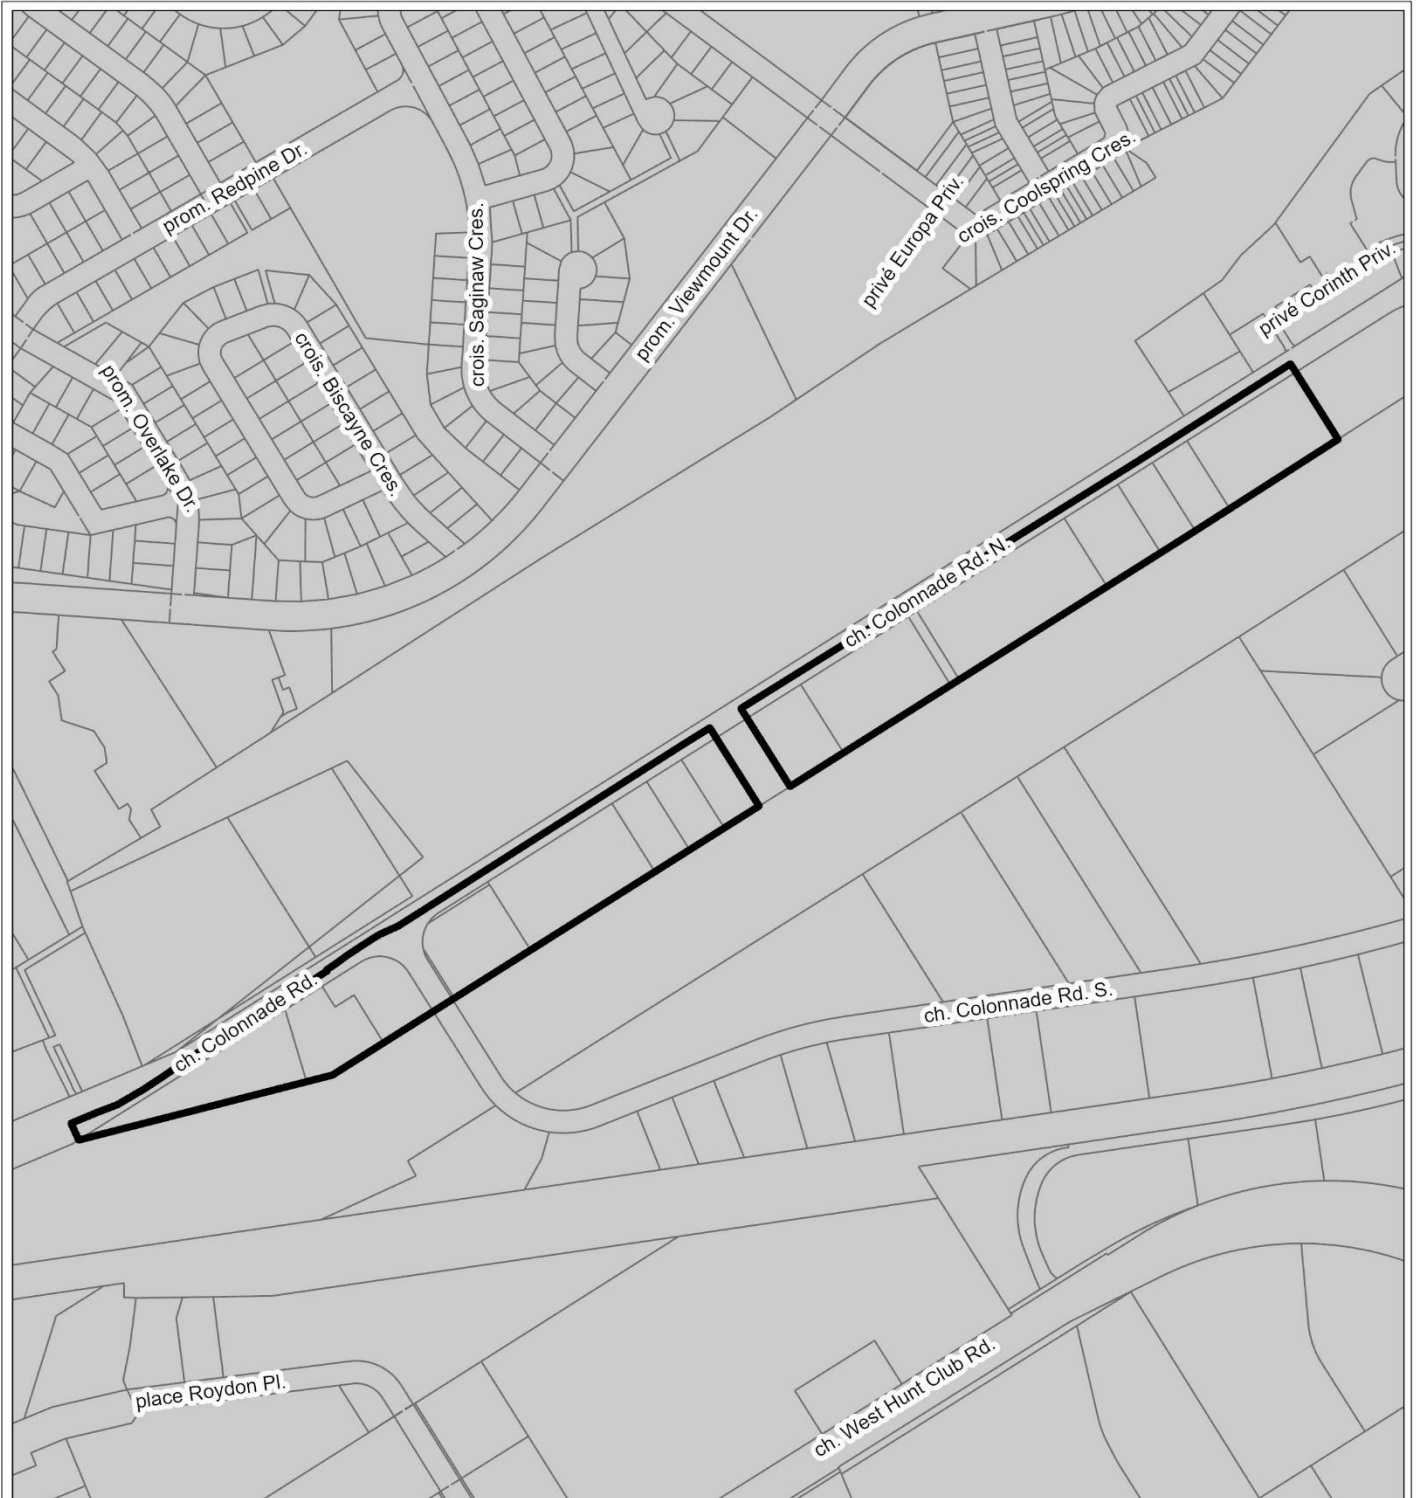 prom. Redpine Dr.
crois. Saginaw Cres.
prom. Viewmount Dr.
privé Europa Priv.
crois. Coolspring Cres.
privé Corinth Priv.
prom. Overlake Dr.
crois. Biscayne Cres.
ch. Colonnade Rd. N.
ch. Colonnade Rd.
ch. Colonnade Rd. S.
place Roydon Pl.
ch. West Hunt Club Rd.